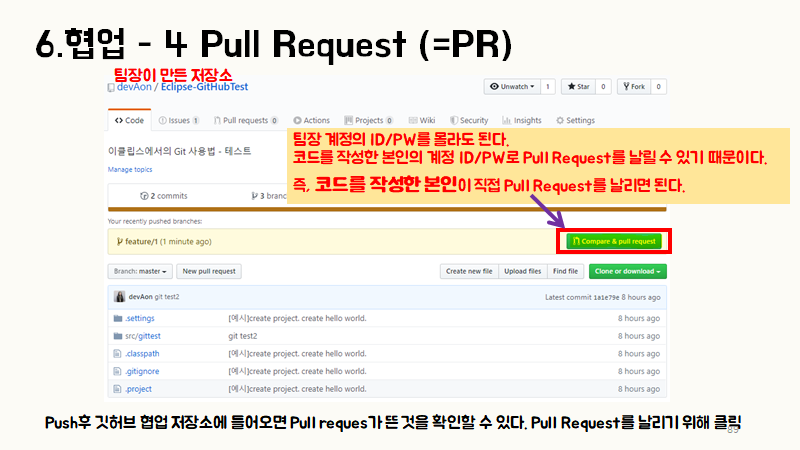 6.협업 - 4 Pull Request (=PR)
팀장이 만든 저장소
devAon / Eclipse-GitHubTest
Unwatch 1 Star 0 Fork 0
Code Issues 1 Pull requests 0 Actions Projects 0 Wiki Security Insights Settings
팀장 계정의 ID/PW를 몰라도 된다.
코드를 작성한 본인의 계정 ID/PW로 Pull Request를 날릴 수 있기 때문이다.
즉, 코드를 작성한 본인이 직접 Pull Request를 날리면 된다.
이클립스에서의 Git 사용법 - 테스트
Manage topics
2 commits 3 branc
Your recently pushed branches:
feature/1 (1 minute ago) Compare & pull request
Branch: master New pull request Create new file Upload files Find file Clone or download
devAon git test2 Latest commit 1a1e79e 8 hours ago
.settings [예시]create project. create hello world. 8 hours ago
src/gittest git test2 8 hours ago
.classpath [예시]create project. create hello world. 8 hours ago
.gitignore [예시]create project. create hello world. 8 hours ago
.project [예시]create project. create hello world. 8 hours ago
Push후 깃허브 협업 저장소에 들어오면 Pull reques가 뜬 것을 확인할 수 있다. Pull Request를 날리기 위해 클릭
85